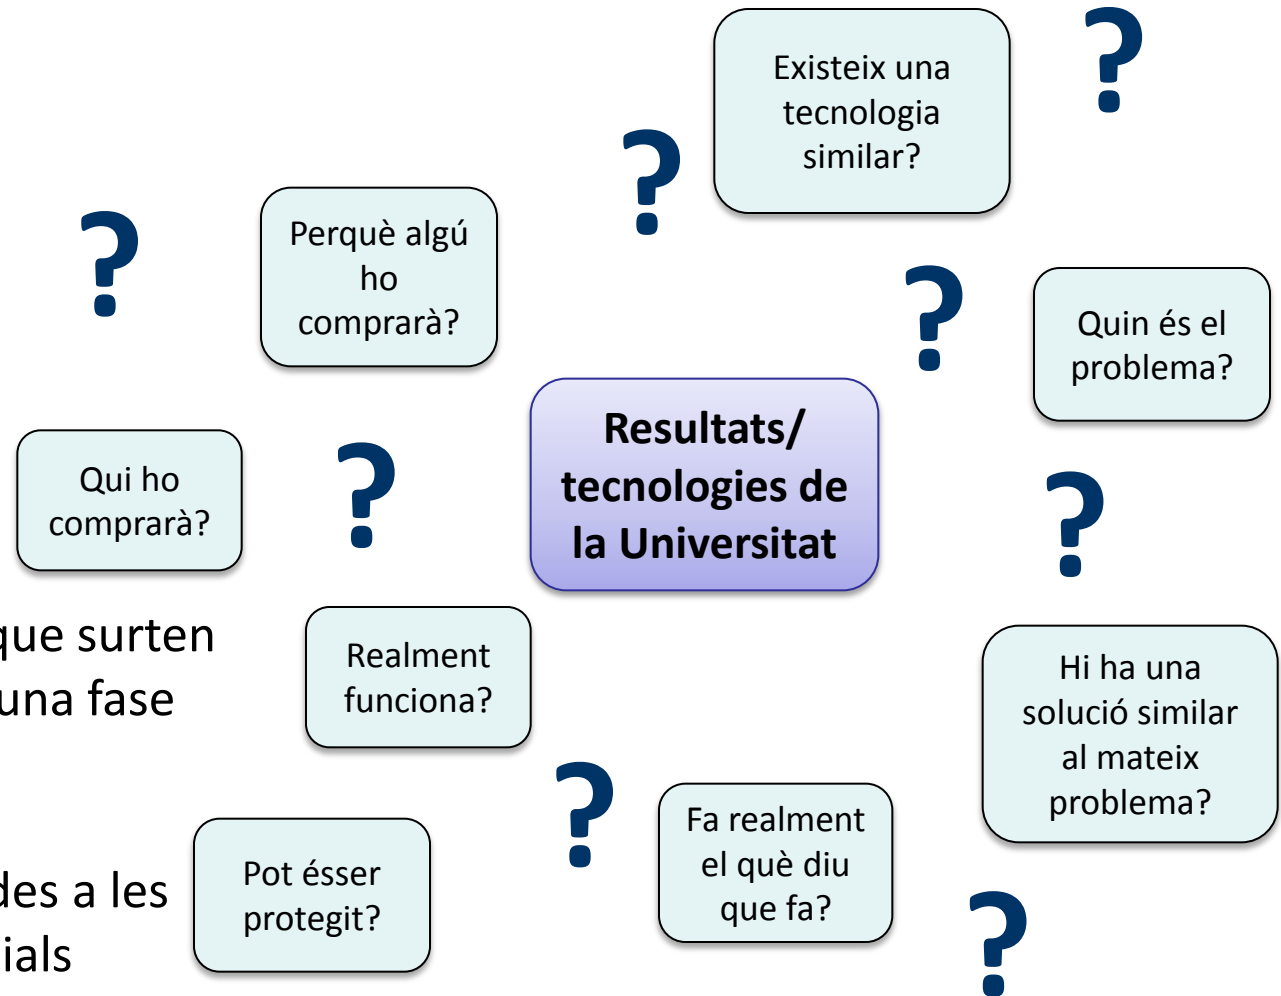 Existeix una
tecnologia
similar?
?
?
Perquè algú
ho
comprarà?
?
?
Quin és el
problema?
Resultats/
tecnologies de
la Universitat
Qui ho
comprarà?
?
?
que surten
una fase
Realment
funciona?
Hi ha una
solució similar
al mateix
problema?
?
Fa realment
el què diu
que fa?
Pot ésser
protegit?
des a les
ials
?